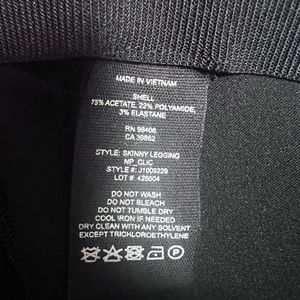 MADE IN VIETNAM
SHELL
75% ACETATE, 22% POLYAMIDE,
3% ELASTANE
RN 98406
CA 39862
STYLE: SKINNY LEGGING
NP_CLIC
STYLE #: J1009229
LOT #: 428504
DO NOT WASH
DO NOT BLEACH
DO NOT TUMBLE DRY
COOL IRON IF NEEDED
DRY CLEAN WITH ANY SOLVENT
EXCEPT TRICHLOROETHYLENE